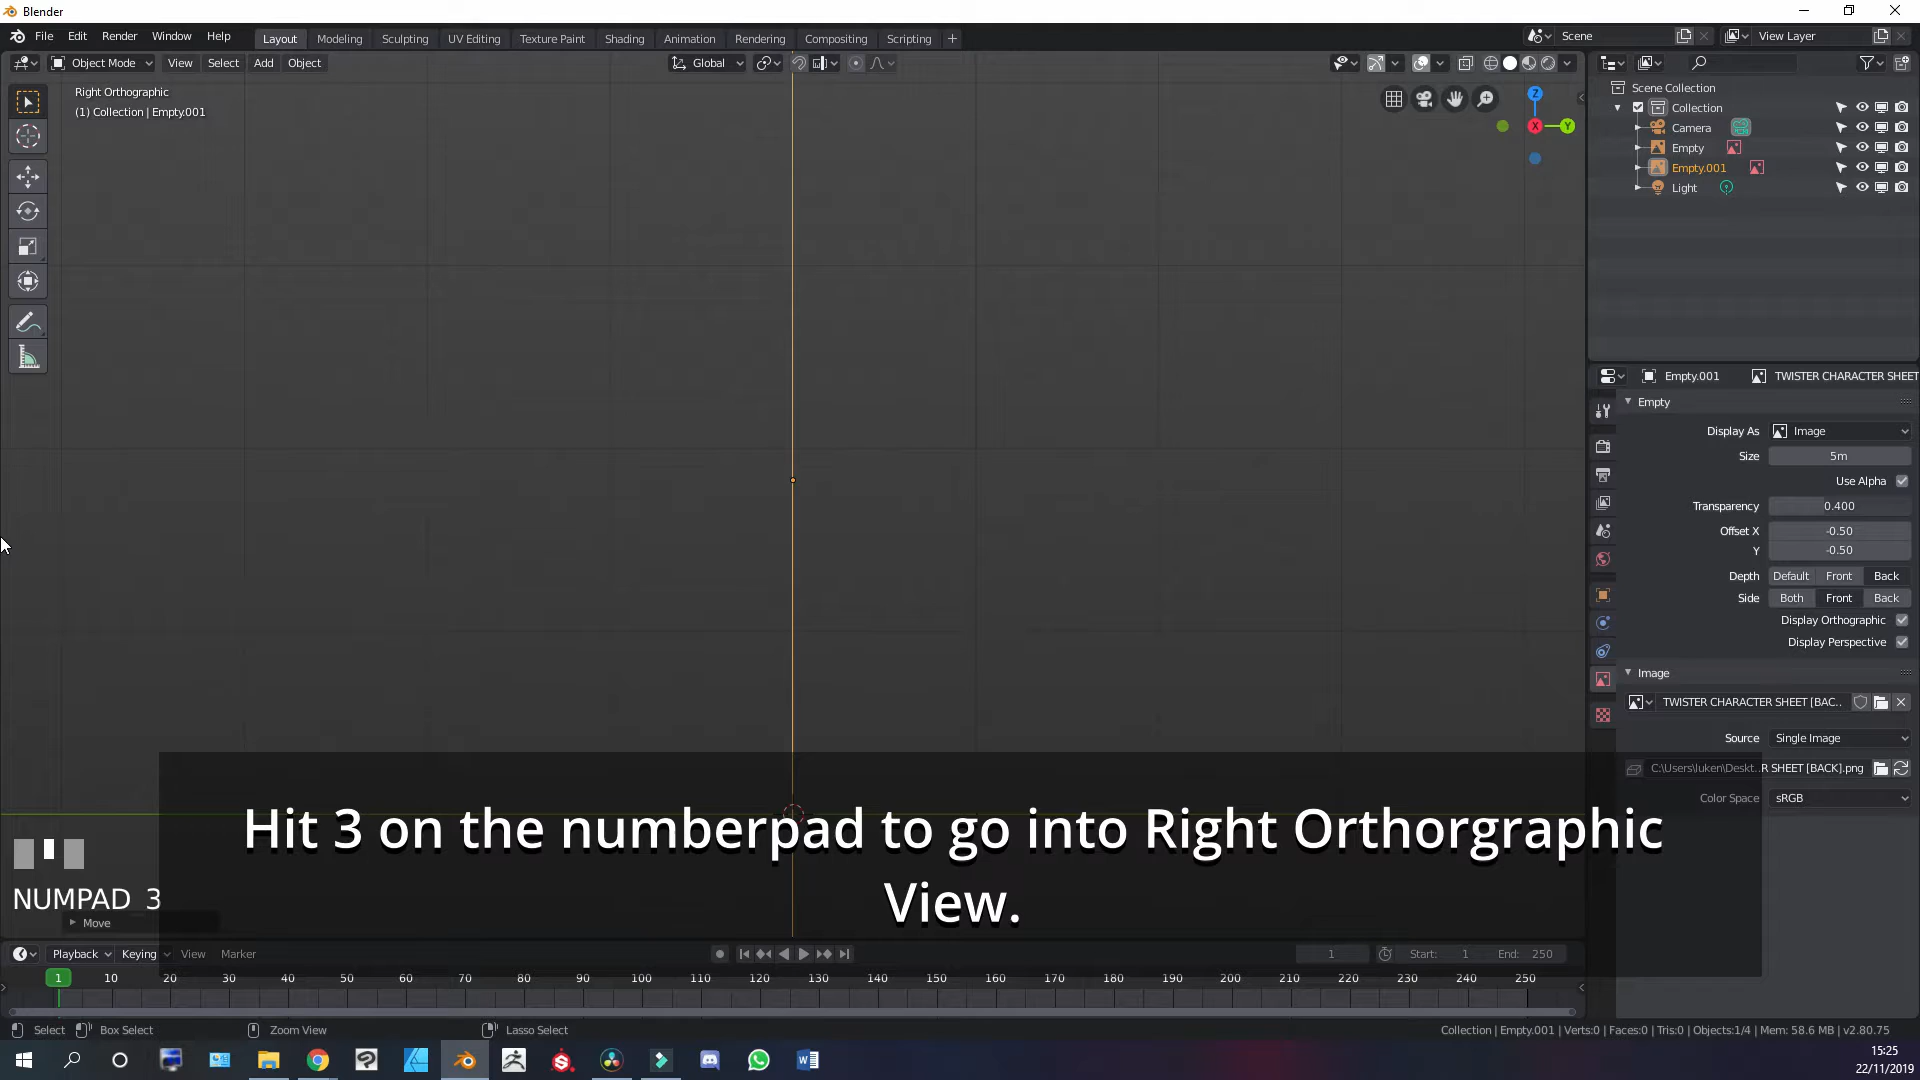 Blender
File Edit Render Window Help
Layout Modeling Sculpting UV Editing Texture Paint Shading Animation Rendering Compositing Scripting +
Scene
View Layer
Object Mode View Select Add Object
Global
Right Orthographic
(1) Collection | Empty.001
Z
X
Y
Scene Collection
Collection
Camera
Empty
Empty.001
Light
Empty.001 TWISTER CHARACTER SHEET
Empty
Display As Image
Size 5m
Use Alpha
Transparency 0.400
Offset X -0.50
Y -0.50
Depth Default Front Back
Side Both Front Back
Display Orthographic
Display Perspective
Image
TWISTER CHARACTER SHEET [BAC..
Source Single Image
C:\Users\luken\Deskt..R SHEET [BACK].png
Color Space sRGB
Hit 3 on the numberpad to go into Right Orthorgraphic
View.
NUMPAD 3
Move
Playback Keying View Marker
1 Start: 1 End: 250
1 10 20 30 40 50 60 70 80 90 100 110 120 130 140 150 160 170 180 190 200 210 220 230 240 250
Select Box Select Zoom View Lasso Select
Collection | Empty.001 | Verts:0 | Faces:0 | Tris:0 | Objects:1/4 | Mem: 58.6 MB | v2.80.75
15:25
22/11/2019